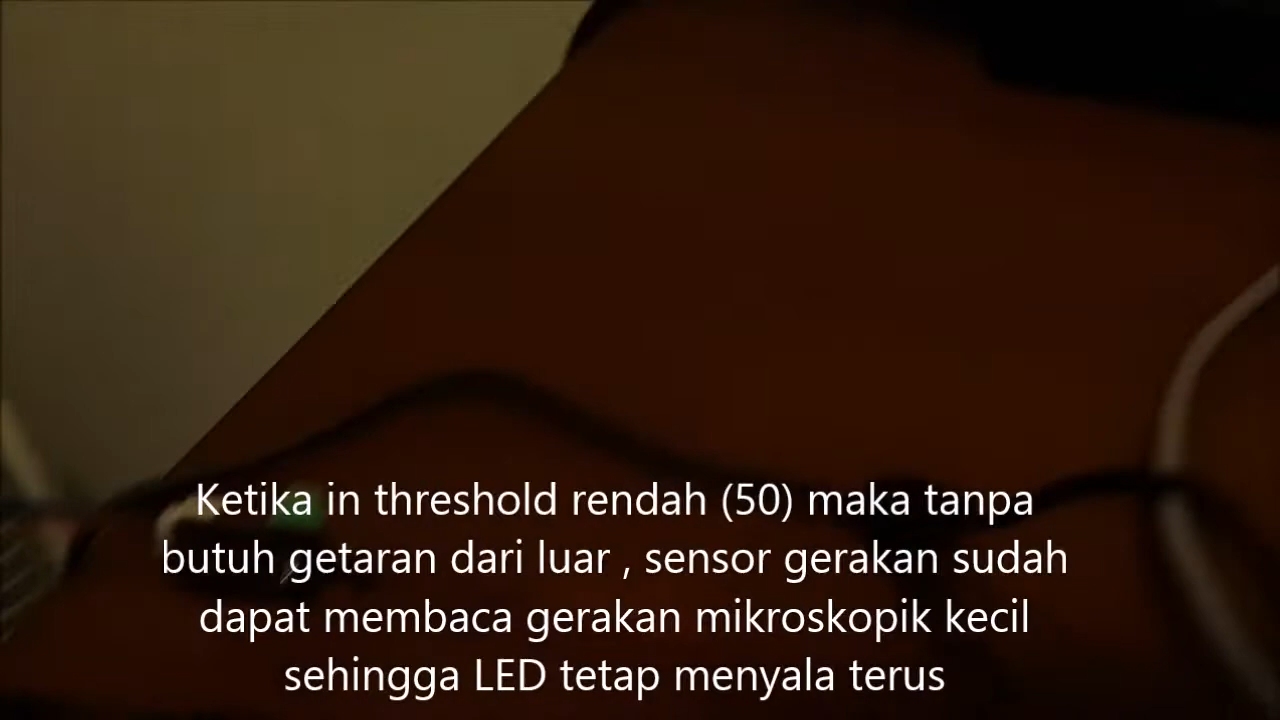 Ketika in threshold rendah (50) maka tanpa
butuh getaran dari luar , sensor gerakan sudah
dapat membaca gerakan mikroskopik kecil
sehingga LED tetap menyala terus